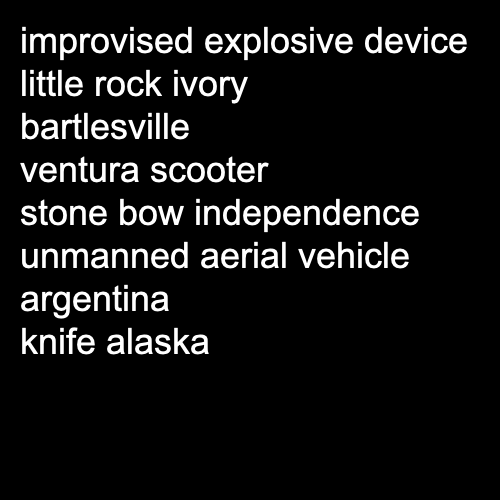 improvised explosive device
little rock ivory
bartlesville
ventura scooter
stone bow independence
unmanned aerial vehicle
argentina
knife alaska